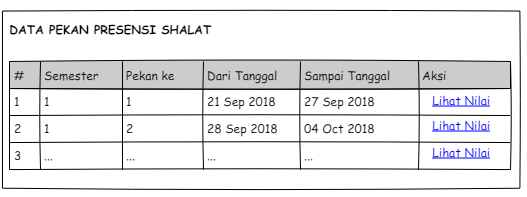 DATA PEKAN PRESENSI SHALAT
# Semester Pekan ke Dari Tanggal Sampai Tanggal Aksi
1 1 1 21 Sep 2018 27 Sep 2018 Lihat Nilai
2 1 2 28 Sep 2018 04 Oct 2018 Lihat Nilai
3 ... ... ... ... Lihat Nilai